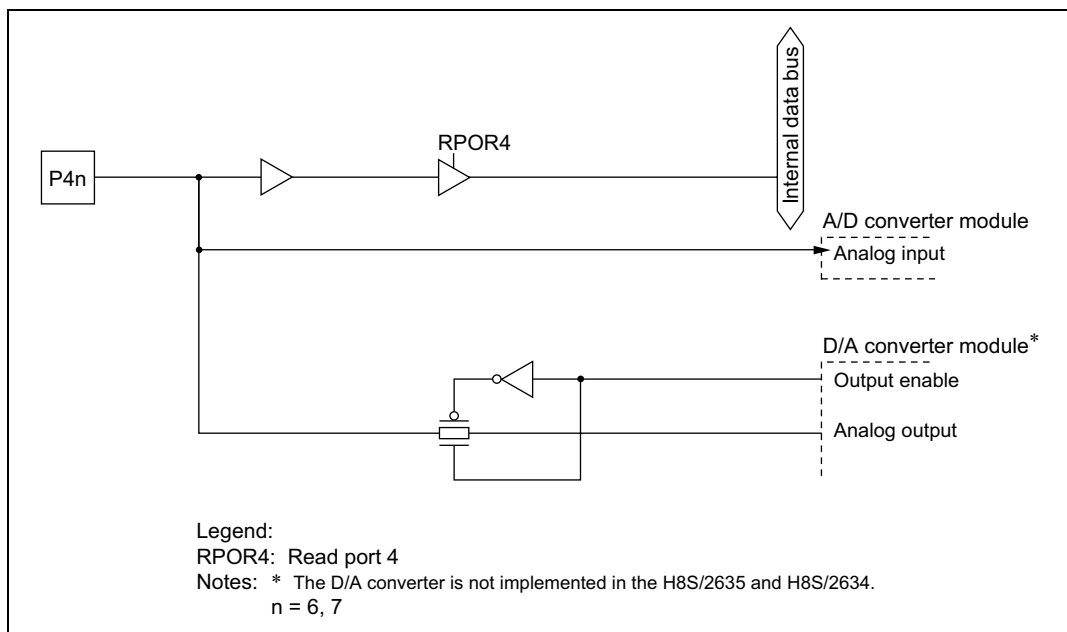 RPOR4
P4n
Internal data bus
A/D converter module
Analog input
D/A converter module*
Output enable
Analog output
Legend:
RPOR4: Read port 4
Notes: * The D/A converter is not implemented in the H8S/2635 and H8S/2634.
n = 6, 7